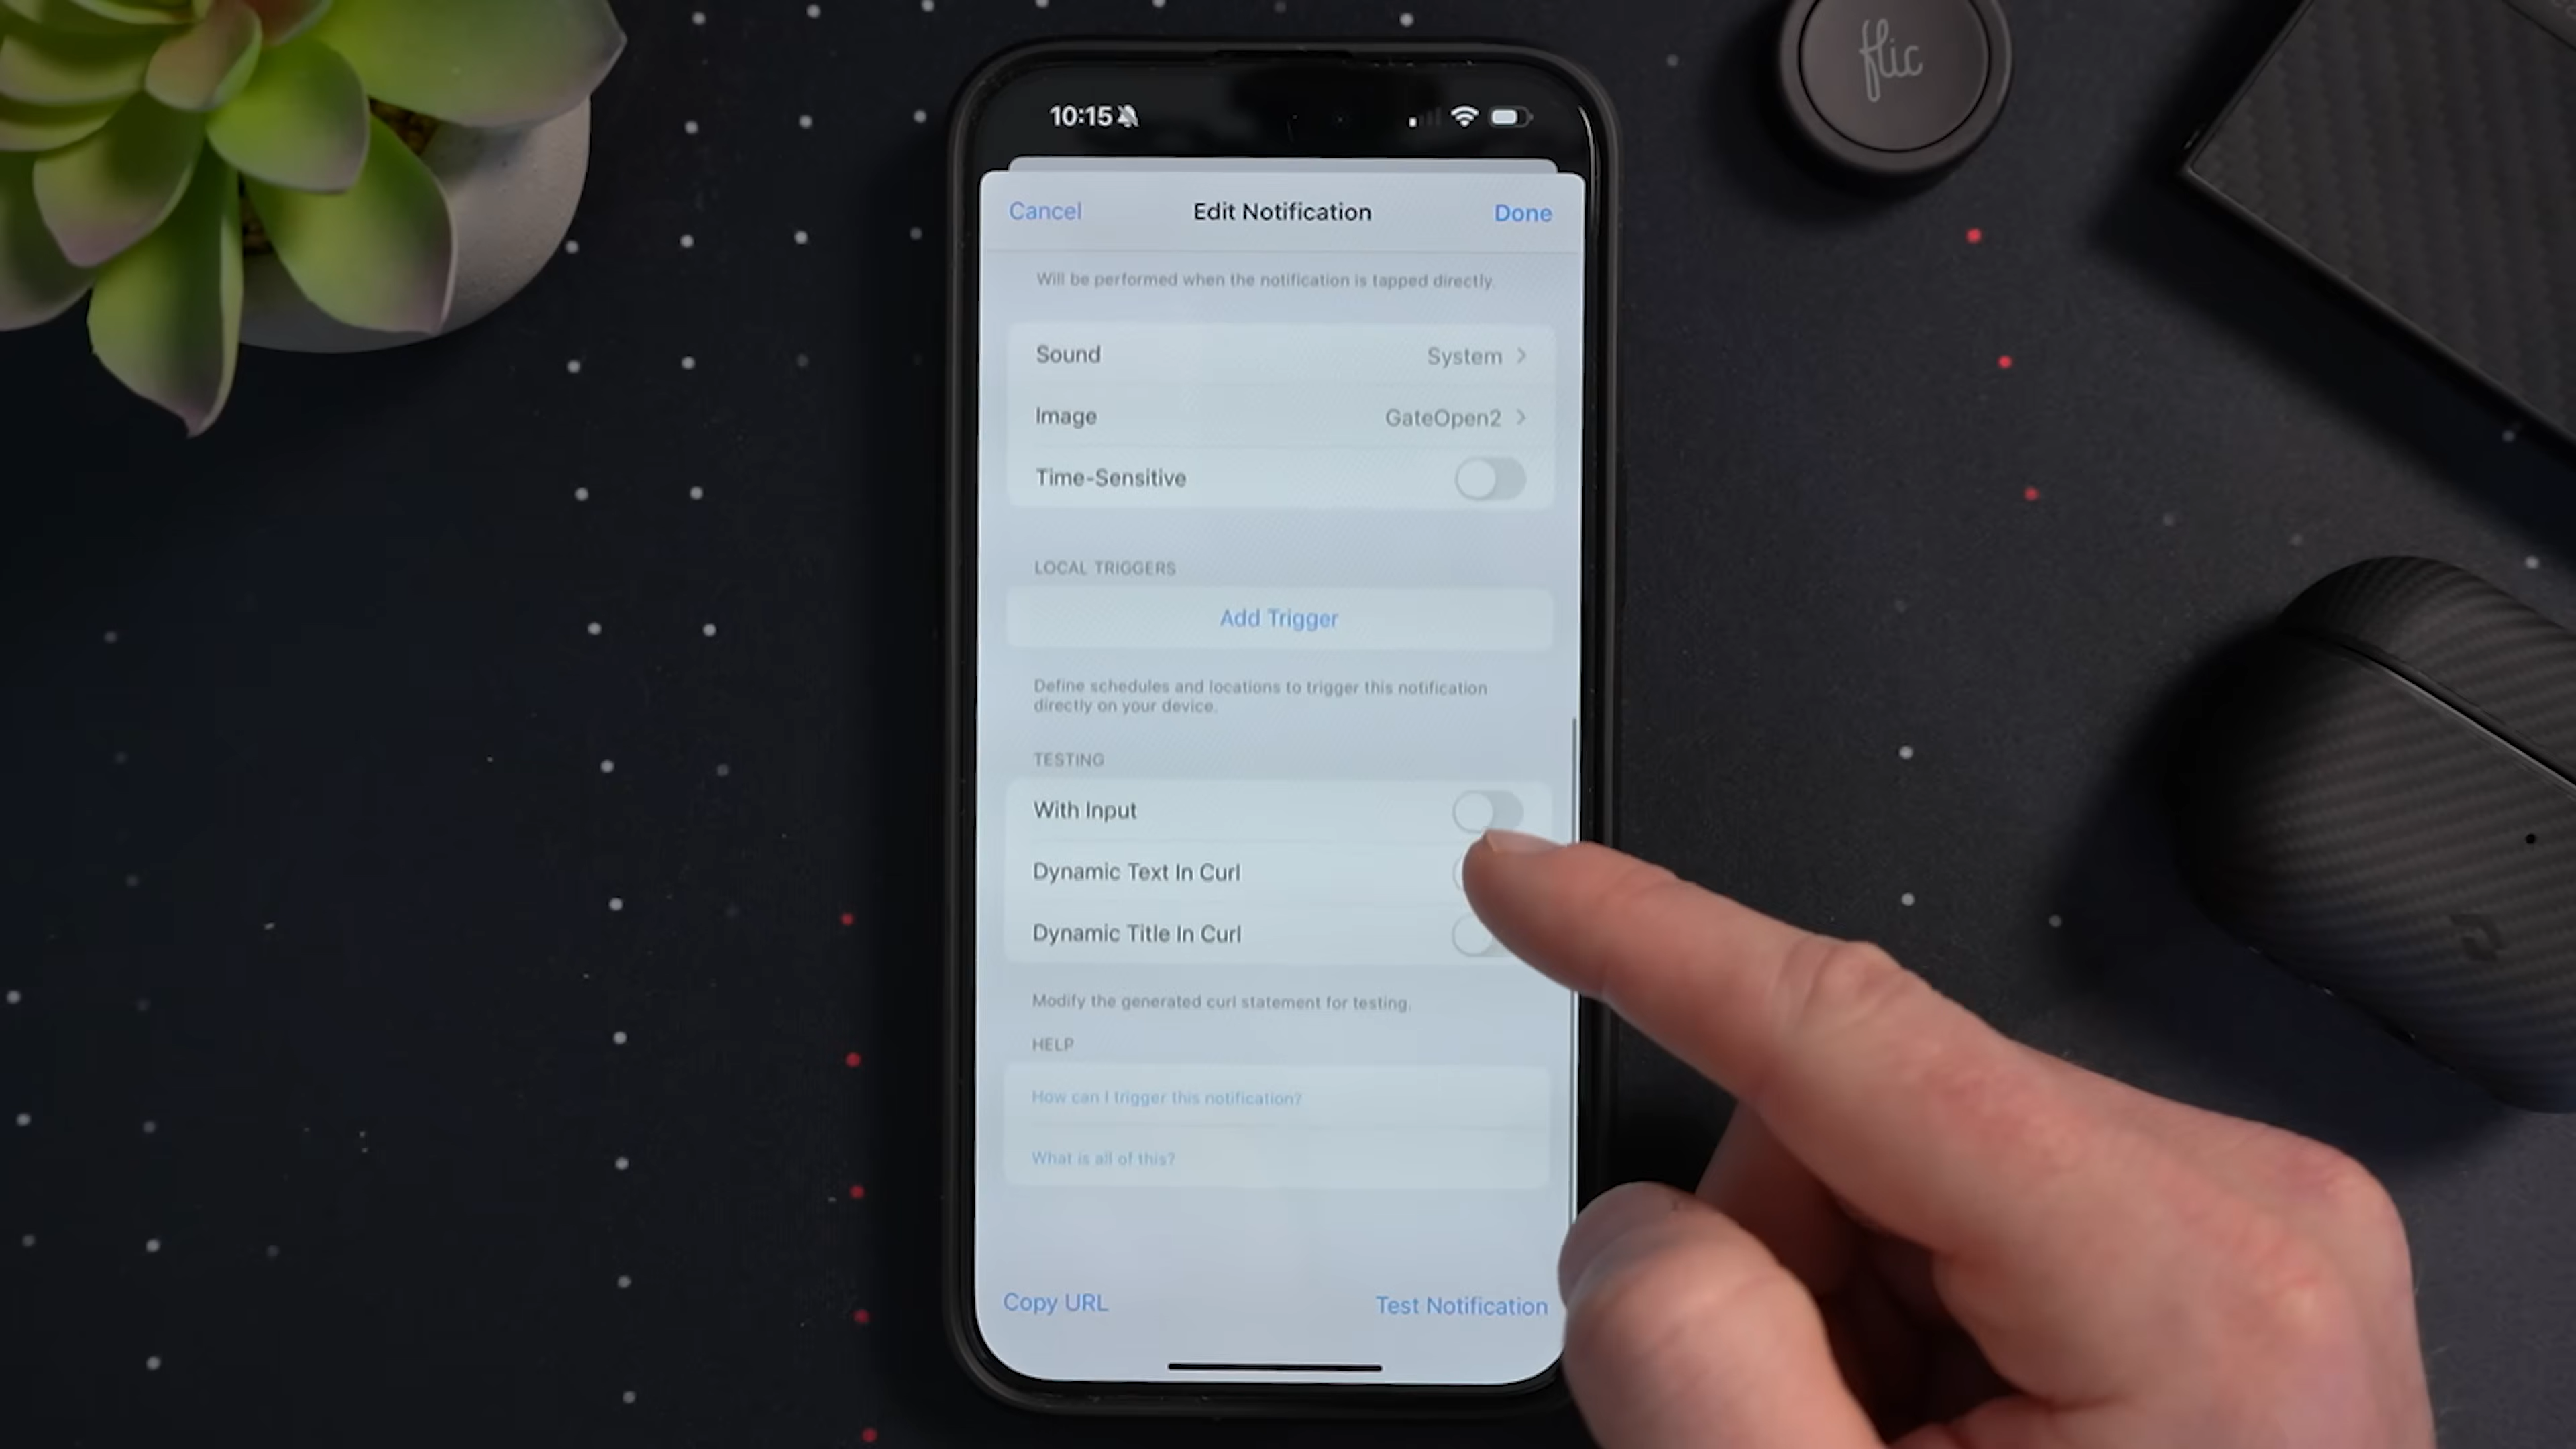 flic
10:15
Cancel
Edit Notification
Done
Will be performed when the notification is tapped directly.
Sound
System
Image
GateOpen2
Time-Sensitive
LOCAL TRIGGERS
Add Trigger
Define schedules and locations to trigger this notification
directly on your device.
TESTING
With Input
Dynamic Text In Curl
Dynamic Title In Curl
Modify the generated curl statement for testing.
HELP
How can I trigger this notification?
What is all of this?
Copy URL
Test Notification